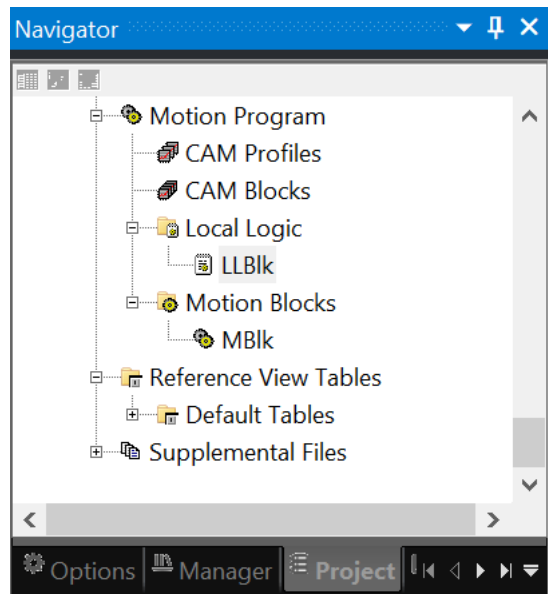 Navigator
Motion Program
CAM Profiles
CAM Blocks
Local Logic
LLBlk
Motion Blocks
MBlk
Reference View Tables
Default Tables
Supplemental Files
Options Manager Project